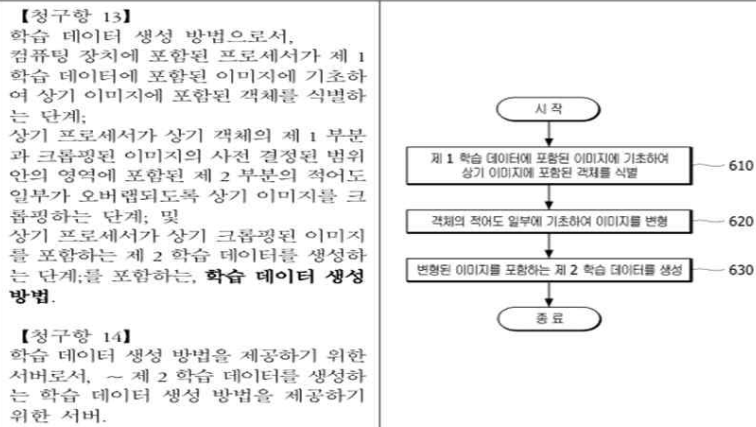 【청구항 13】
학습 데이터 생성 방법으로서,
컴퓨팅 장치에 포함된 프로세서가 제 1
학습 데이터에 포함된 이미지에 기초하
여 상기 이미지에 포함된 객체를 식별하
는 단계;
상기 프로세서가 상기 객체의 제 1 부분
과 크롭핑된 이미지의 사전 결정된 범위
안의 영역에 포함된 제 2 부분의 적어도
일부가 오버랩되도록 상기 이미지를 크
롭핑하는 단계; 및
상기 프로세서가 상기 크롭핑된 이미지
를 포함하는 제 2 학습 데이터를 생성하
는 단계;를 포함하는, 학습 데이터 생성
방법.
【청구항 14】
학습 데이터 생성 방법을 제공하기 위한
서버로서, ~ 제 2 학습 데이터를 생성하
는 학습 데이터 생성 방법을 제공하기
위한 서버.
시작
제 1 학습 데이터에 포함된 이미지에 기초하여
상기 이미지에 포함된 객체를 식별
610
객체의 적어도 일부에 기초하여 이미지를 변형
620
변형된 이미지를 포함하는 제 2 학습 데이터를 생성
630
종료